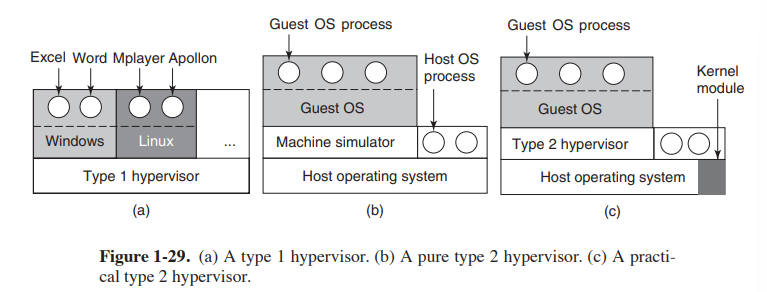 Excel Word Mplayer Apollon
Windows
Linux
...
Type 1 hypervisor
(a)
Guest OS process
Host OS
process
Guest OS
Machine simulator
Host operating system
(b)
Guest OS process
Kernel
module
Guest OS
Type 2 hypervisor
Host operating system
(c)
Figure 1-29. (a) A type 1 hypervisor. (b) A pure type 2 hypervisor. (c) A practi-
cal type 2 hypervisor.